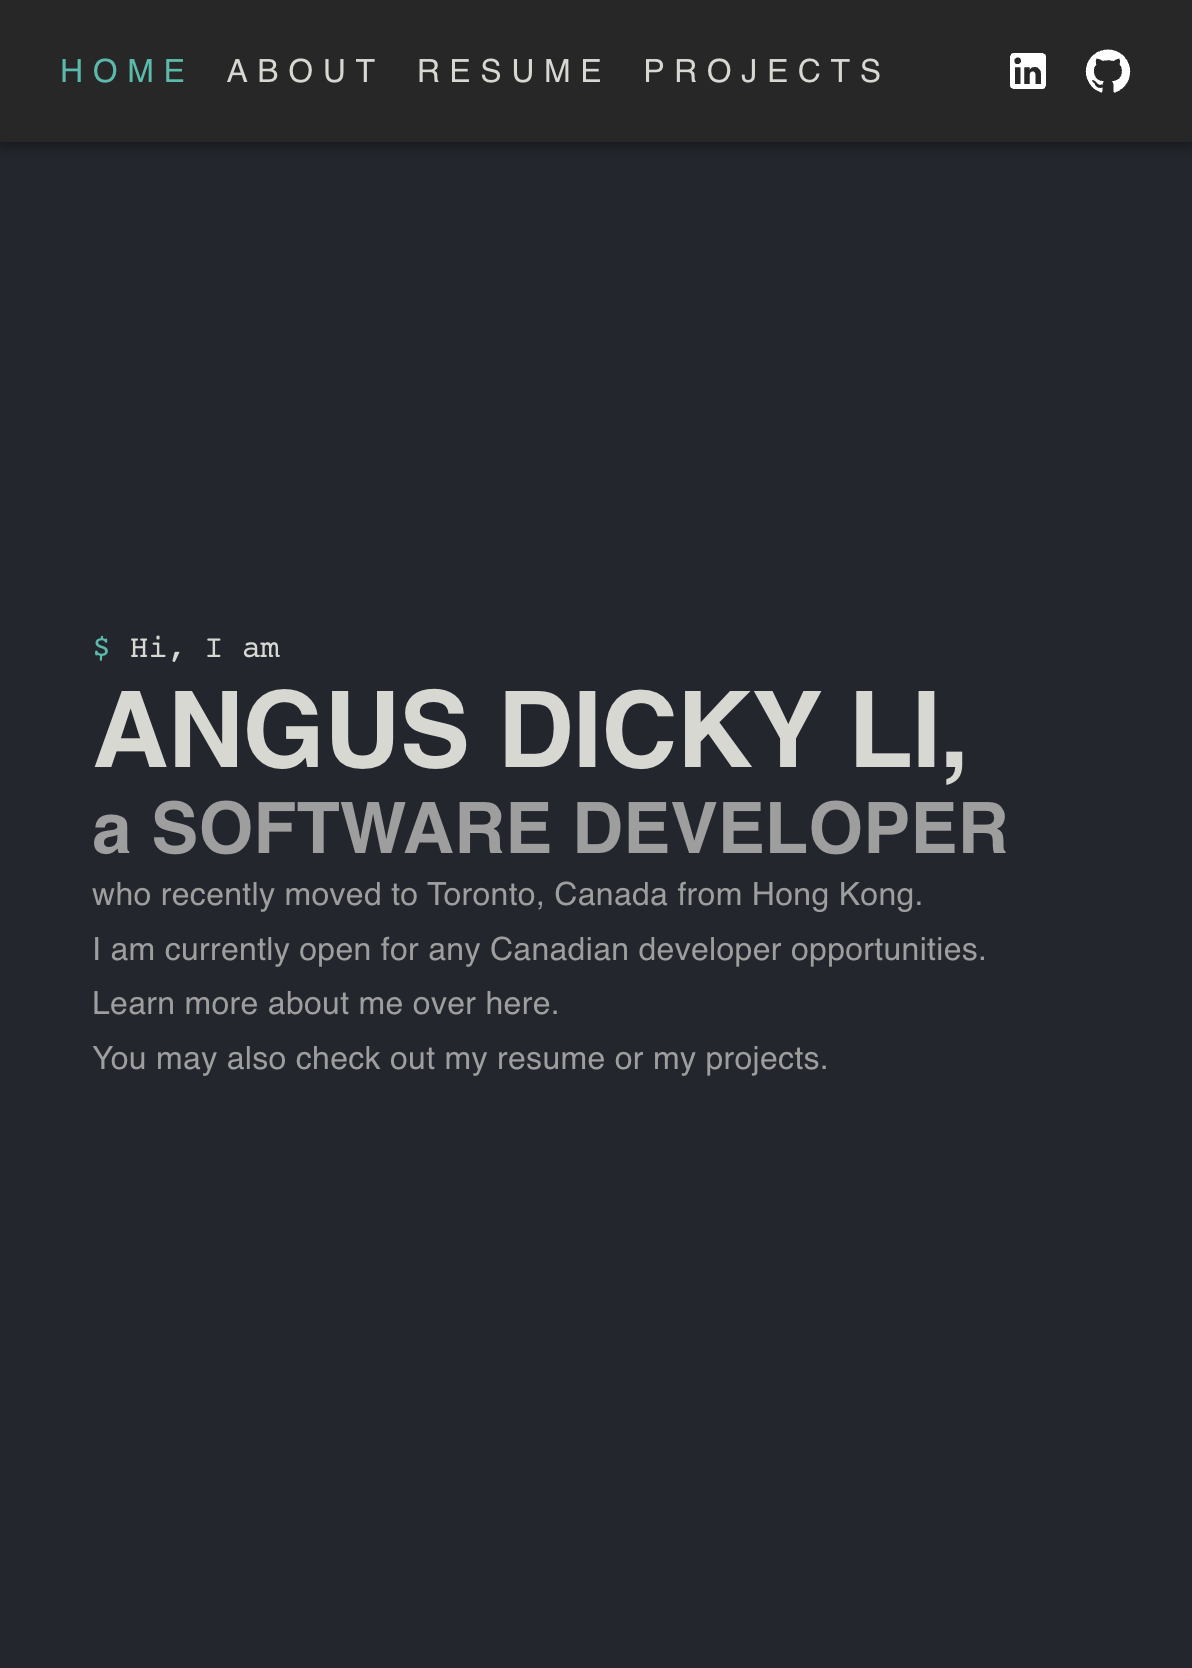 HOME ABOUT RESUME PROJECTS in
$ Hi, I am
ANGUS DICKY LI,
a SOFTWARE DEVELOPER
who recently moved to Toronto, Canada from Hong Kong.
I am currently open for any Canadian developer opportunities.
Learn more about me over here.
You may also check out my resume or my projects.